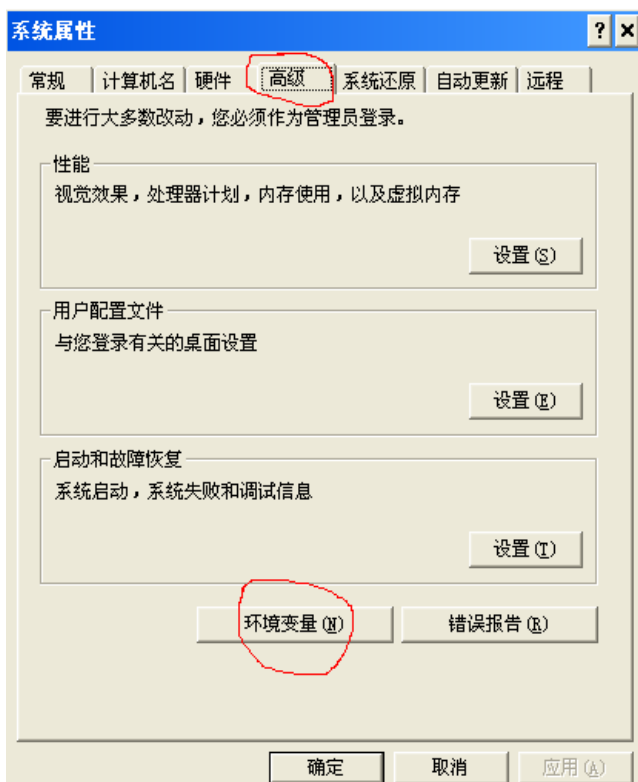 系统属性
常规 计算机名 硬件 高级 系统还原 自动更新 远程
要进行大多数改动，您必须作为管理员登录。
性能
视觉效果，处理器计划，内存使用，以及虚拟内存
设置(S)
用户配置文件
与您登录有关的桌面设置
设置(E)
启动和故障恢复
系统启动，系统失败和调试信息
设置(T)
环境变量(N) 错误报告(R)
确定 取消 应用(A)